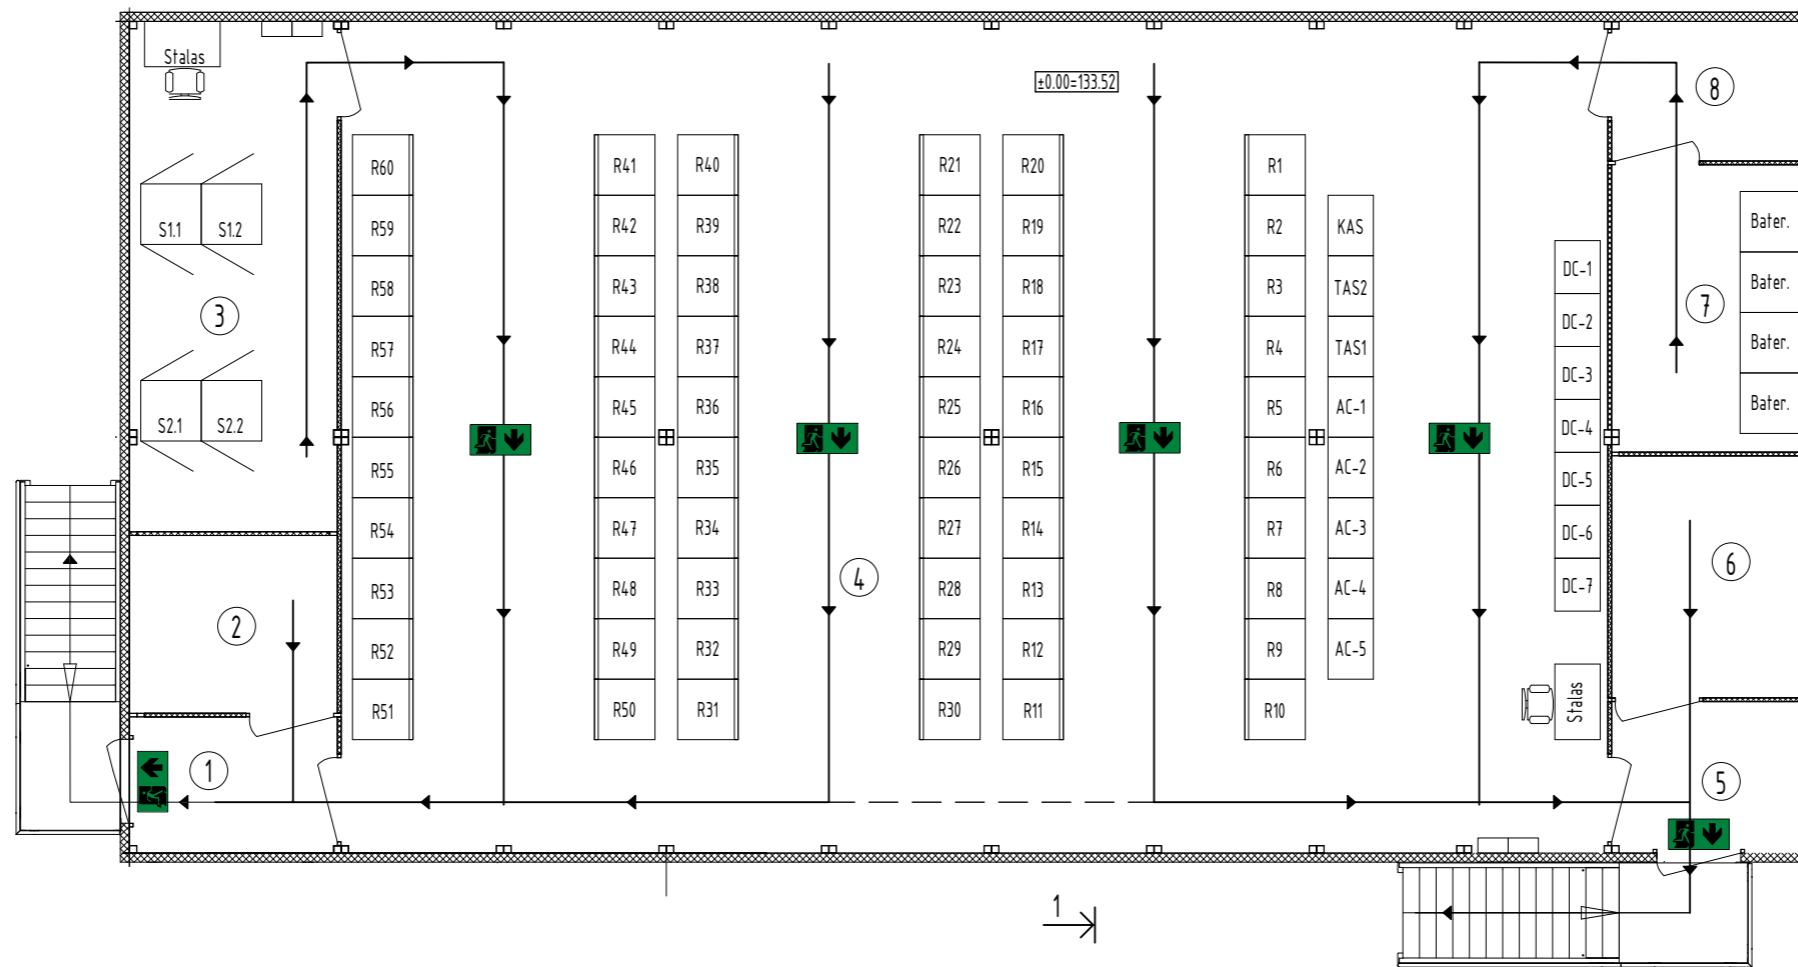 Stalas
±0.00=133.52
8
R60
R41
R40
R21
R20
R1
S1.1
S1.2
R59
R42
R39
R22
R19
R2
KAS
Bater.
R58
R43
R38
R23
R18
R3
TAS2
DC-1
Bater.
3
7
R57
R44
R37
R24
R17
R4
TAS1
DC-2
Bater.
S2.1
S2.2
R56
R45
R36
R25
R16
R5
AC-1
DC-3
Bater.
R55
R46
R35
R26
R15
R6
AC-2
DC-4
DC-5
R54
R47
R34
R27
R14
R7
AC-3
DC-6
6
4
R53
R48
R33
R28
R13
R8
AC-4
DC-7
2
R52
R49
R32
R29
R12
R9
AC-5
R51
R50
R31
R30
R11
R10
Stalas
1
5
1